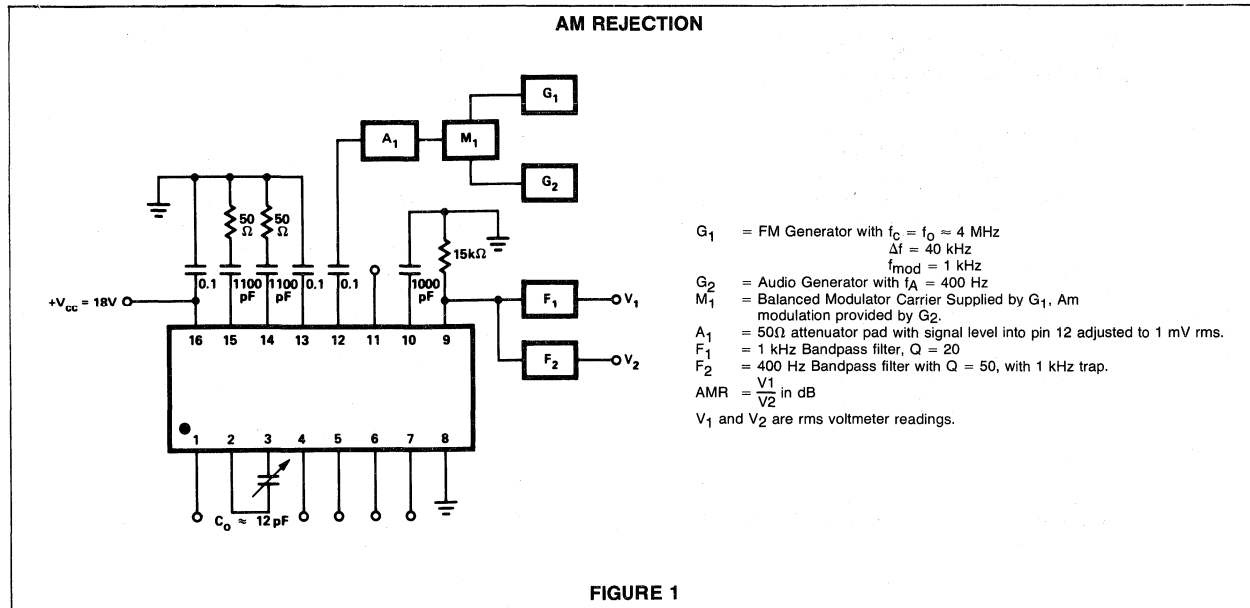 AM REJECTION
G1
A1
M1
G2
50
Ω
50
Ω
15kΩ
0.1
1100
pF
1100
pF
0.1
0.1
1000
pF
+Vcc = 18V
F1
V1
F2
V2
16 15 14 13 12 11 10 9
1 2 3 4 5 6 7 8
Co ≈ 12 pF
G1 = FM Generator with fc = fo ≈ 4 MHz
Δf = 40 kHz
fmod = 1 kHz
G2 = Audio Generator with fA = 400 Hz
M1 = Balanced Modulator Carrier Supplied by G1, Am
modulation provided by G2.
A1 = 50Ω attenuator pad with signal level into pin 12 adjusted to 1 mV rms.
F1 = 1 kHz Bandpass filter, Q = 20
F2 = 400 Hz Bandpass filter with Q = 50, with 1 kHz trap.
AMR = V1/V2 in dB
V1 and V2 are rms voltmeter readings.
FIGURE 1